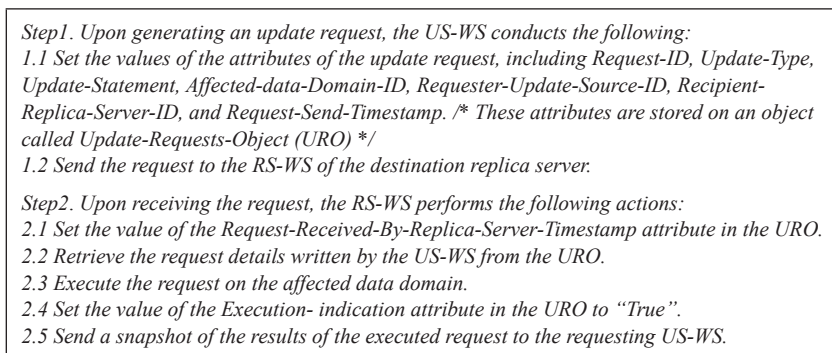 Step1. Upon generating an update request, the US-WS conducts the following:
1.1 Set the values of the attributes of the update request, including Request-ID, Update-Type,
Update-Statement, Affected-data-Domain-ID, Requester-Update-Source-ID, Recipient-
Replica-Server-ID, and Request-Send-Timestamp. /* These attributes are stored on an object
called Update-Requests-Object (URO) */
1.2 Send the request to the RS-WS of the destination replica server.
Step2. Upon receiving the request, the RS-WS performs the following actions:
2.1 Set the value of the Request-Received-By-Replica-Server-Timestamp attribute in the URO.
2.2 Retrieve the request details written by the US-WS from the URO.
2.3 Execute the request on the affected data domain.
2.4 Set the value of the Execution- indication attribute in the URO to “True”.
2.5 Send a snapshot of the results of the executed request to the requesting US-WS.